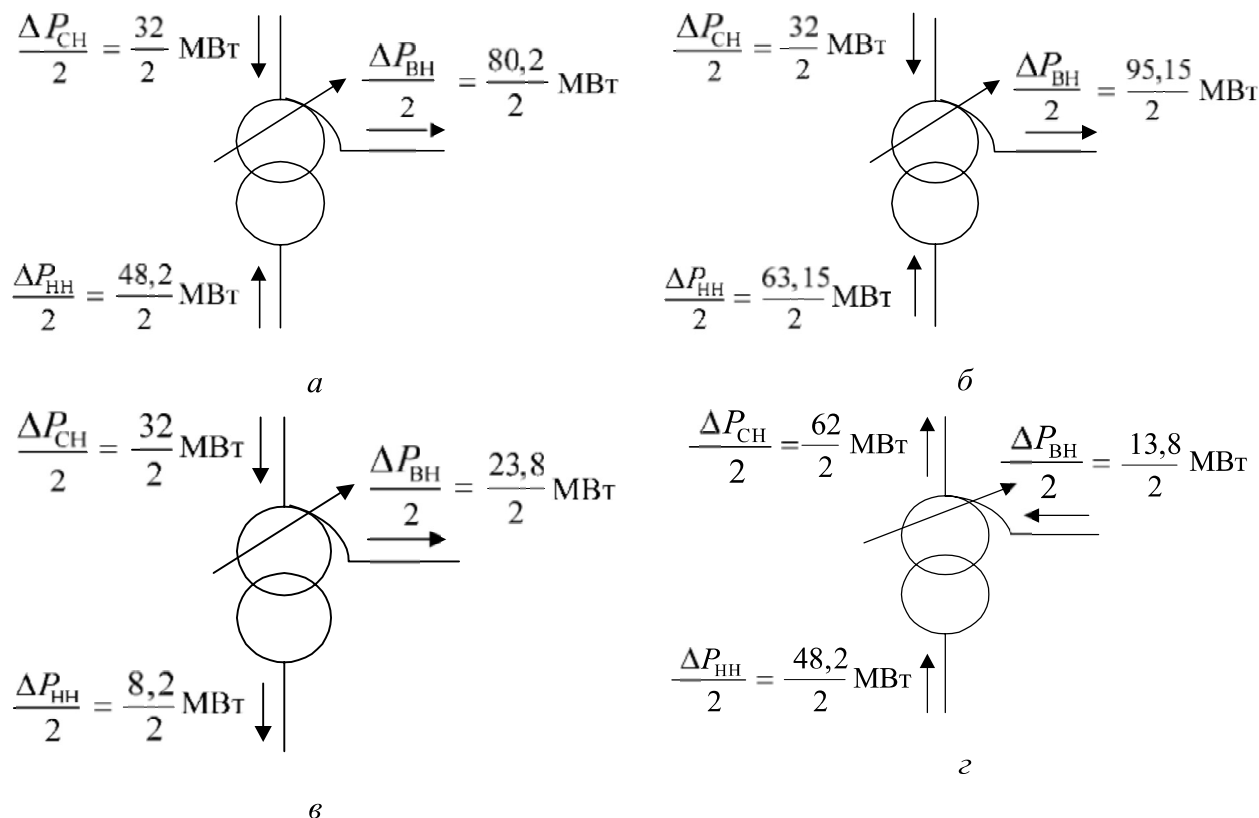 ΔP_СН/2 = 32/2 МВт
ΔP_ВН/2 = 80,2/2 МВт
ΔP_НН/2 = 48,2/2 МВт
а
ΔP_СН/2 = 32/2 МВт
ΔP_ВН/2 = 95,15/2 МВт
ΔP_НН/2 = 63,15/2 МВт
б
ΔP_СН/2 = 32/2 МВт
ΔP_ВН/2 = 23,8/2 МВт
ΔP_НН/2 = 8,2/2 МВт
в
ΔP_СН/2 = 62/2 МВт
ΔP_ВН/2 = 13,8/2 МВт
ΔP_НН/2 = 48,2/2 МВт
г